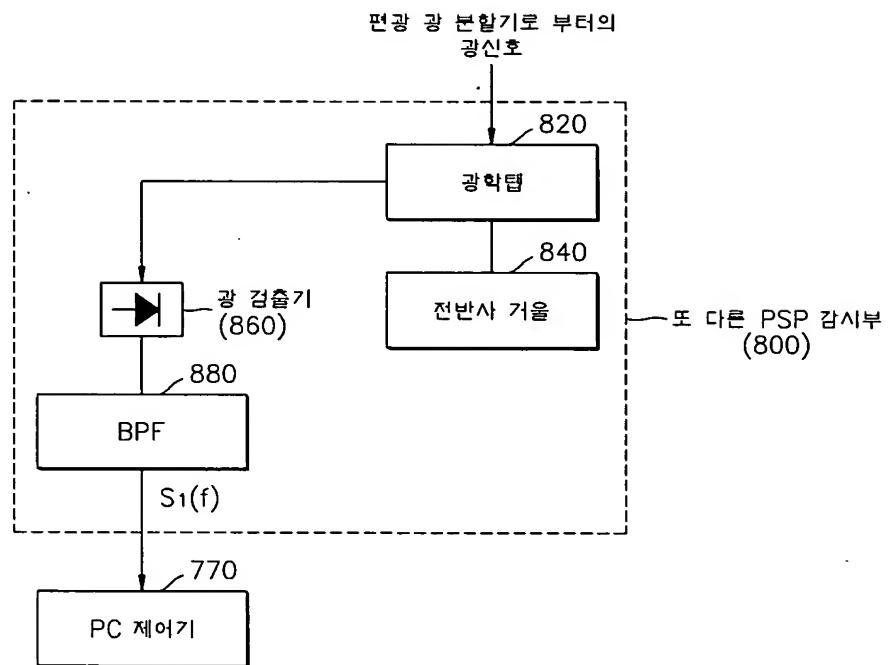 편광 광 분할기로 부터의
광신호
820
광학탭
840
전반사 거울
광 검출기
(860)
또 다른 PSP 감시부
(800)
880
BPF
S1(f)
770
PC 제어기